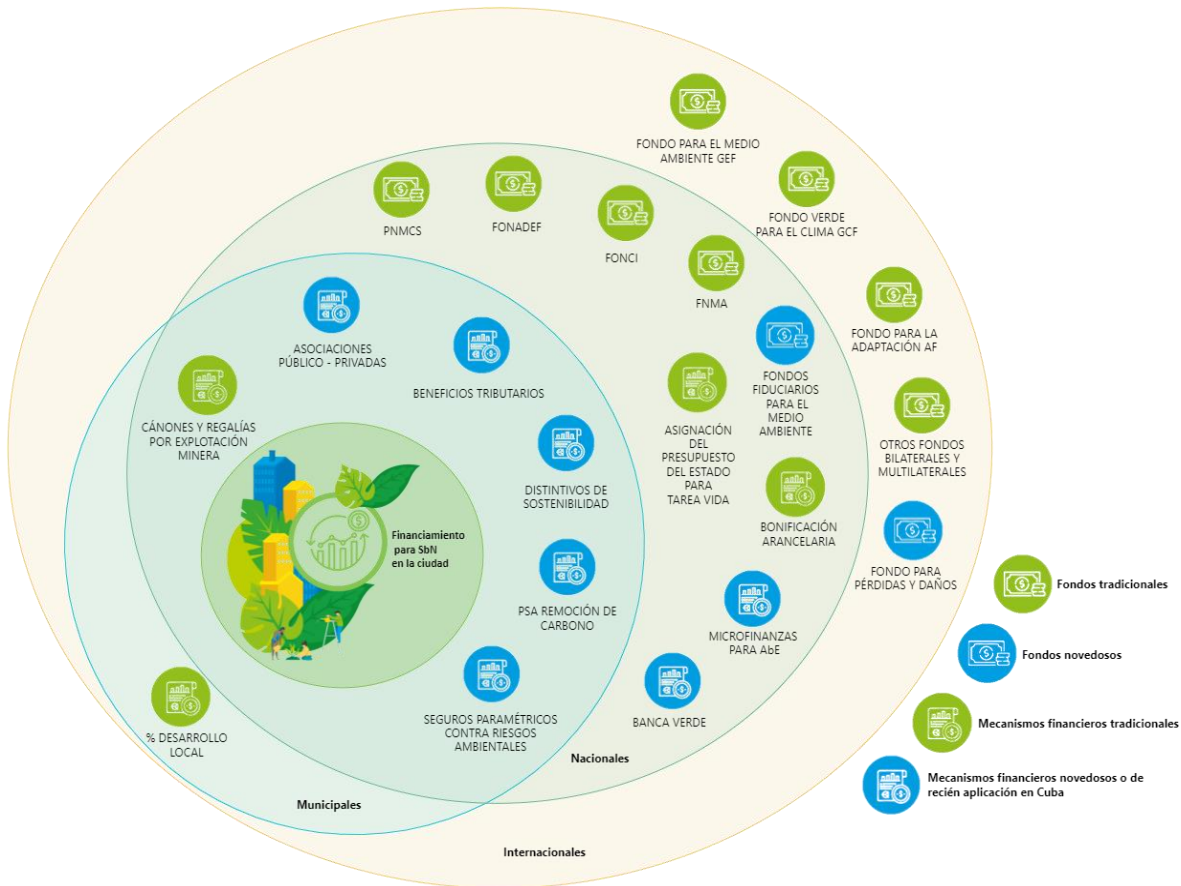 FONDO PARA EL MEDIO
AMBIENTE GEF
FONDO VERDE
PARA EL CLIMA GCF
PNMCS
FONADEF
FONCI
FNMA
FONDO PARA LA
ADAPTACIÓN AF
ASOCIACIONES
PÚBLICO - PRIVADAS
BENEFICIOS TRIBUTARIOS
FONDOS
FIDUCIARIOS
PARA EL
MEDIO
AMBIENTE
CÁNONES Y REGALÍAS
POR EXPLOTACIÓN
MINERA
ASIGNACIÓN
DEL
PRESUPUESTO
DEL ESTADO
PARA
TAREA VIDA
OTROS FONDOS
BILATERALES Y
MULTILATERALES
DISTINTIVOS DE
SOSTENIBILIDAD
BONIFICACIÓN
ARANCELARIA
Financiamiento
para SbN
en la ciudad
FONDO PARA
PÉRDIDAS Y DAÑOS
PSA REMOCIÓN DE
CARBONO
MICROFINANZAS
PARA AbE
SEGUROS PARAMÉTRICOS
CONTRA RIESGOS
AMBIENTALES
BANCA VERDE
% DESARROLLO
LOCAL
Nacionales
Municipales
Internacionales
Fondos tradicionales
Fondos novedosos
Mecanismos financieros tradicionales
Mecanismos financieros novedosos o de
recién aplicación en Cuba